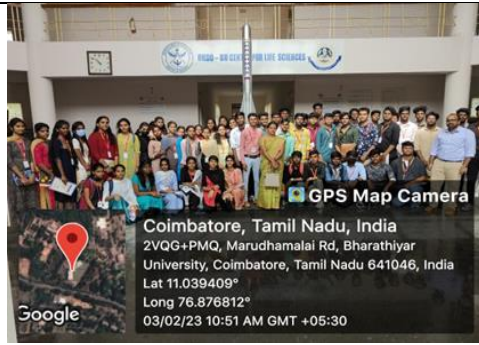 DRDO - BU CENTER FOR LIFE SCIENCES
GPS Map Camera
Coimbatore, Tamil Nadu, India
2VQG+PMQ, Marudhamalai Rd, Bharathiyar
University, Coimbatore, Tamil Nadu 641046, India
Lat 11.039409°
Long 76.876812°
03/02/23 10:51 AM GMT +05:30
Google